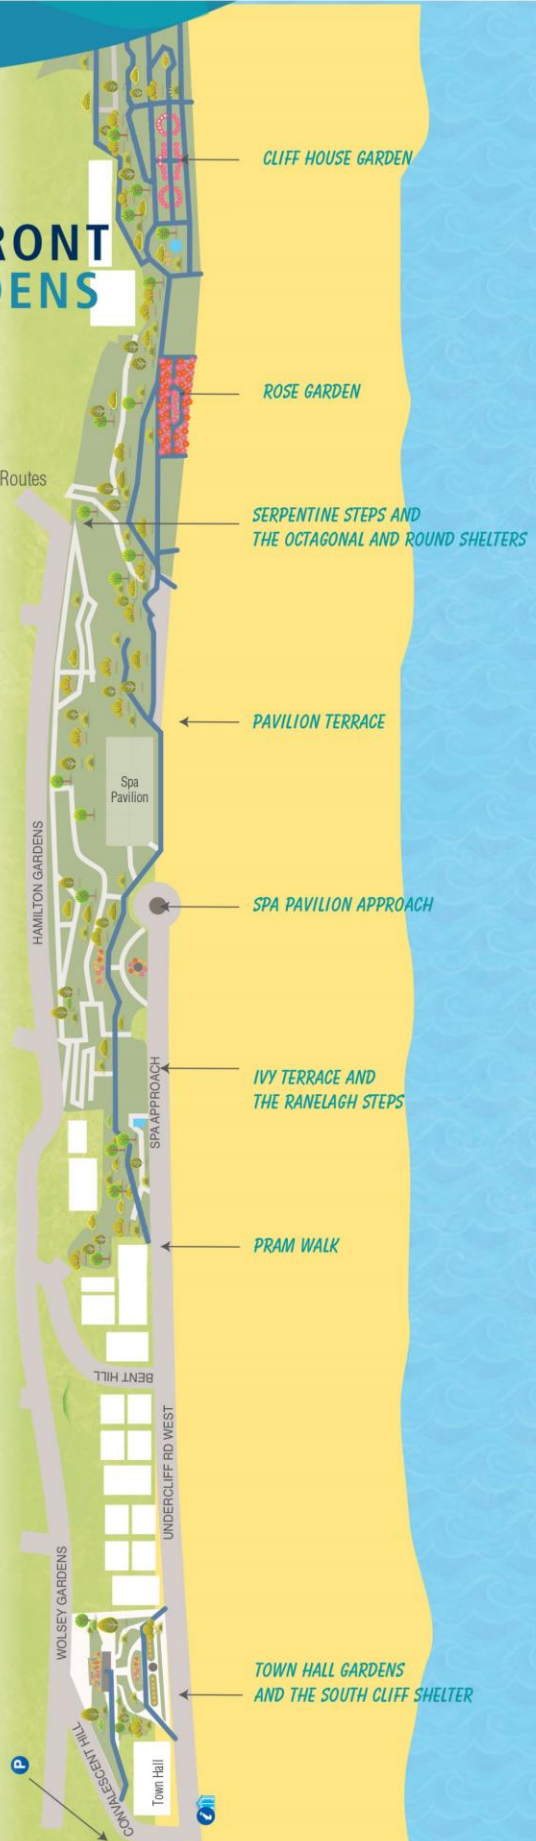 CLIFF HOUSE GARDEN
RONT
DENS
ROSE GARDEN
Routes
SERPENTINE STEPS AND
THE OCTAGONAL AND ROUND SHELTERS
PAVILION TERRACE
Spa
Pavilion
HAMILTON GARDENS
SPA PAVILION APPROACH
SPA APPROACH
IVY TERRACE AND
THE RANELAGH STEPS
PRAM WALK
BENT HILL
UNDERCLIFF RD WEST
WOLSEY GARDENS
TOWN HALL GARDENS
AND THE SOUTH CLIFF SHELTER
CONVALESCENT HILL
Town Hall
P
i